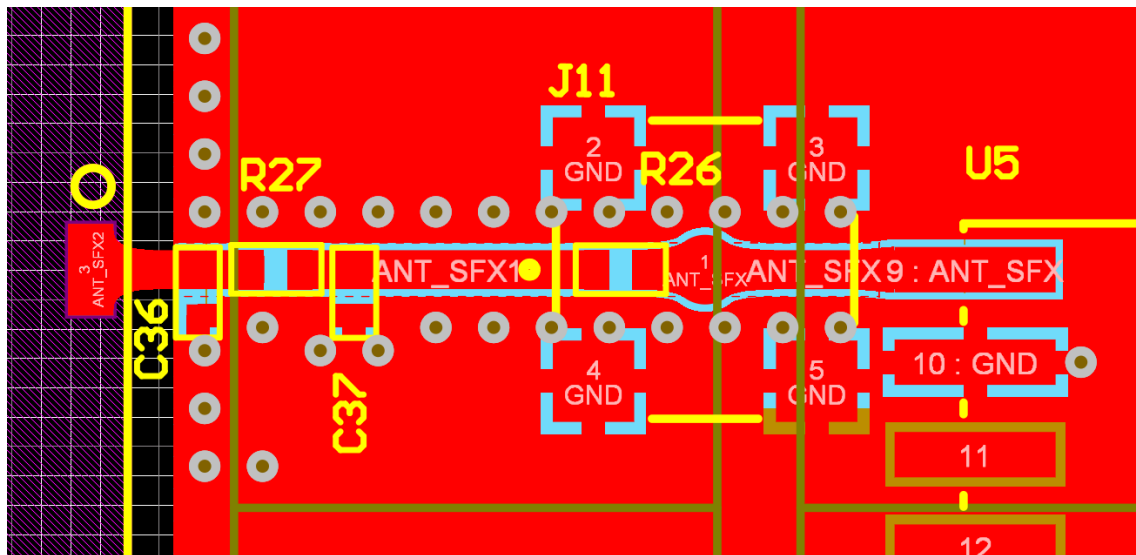 J11
2
GND
3
GND
R27
R26
U5
3
ANT_SFX2
ANT_SFX1
1
ANT_SFX
ANT_SFX
9 : ANT_SFX
C36
4
GND
5
GND
10 : GND
C37
11
12